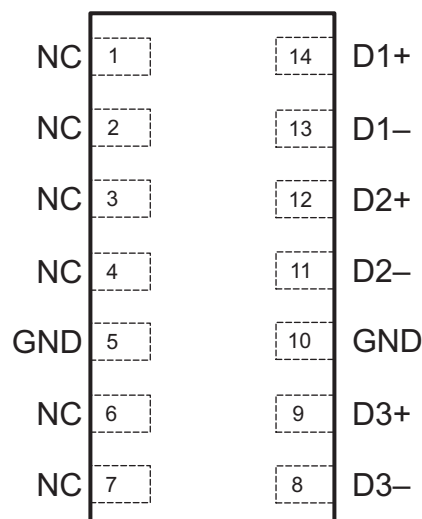 NC 1 14 D1+
NC 2 13 D1–
NC 3 12 D2+
NC 4 11 D2–
GND 5 10 GND
NC 6 9 D3+
NC 7 8 D3–